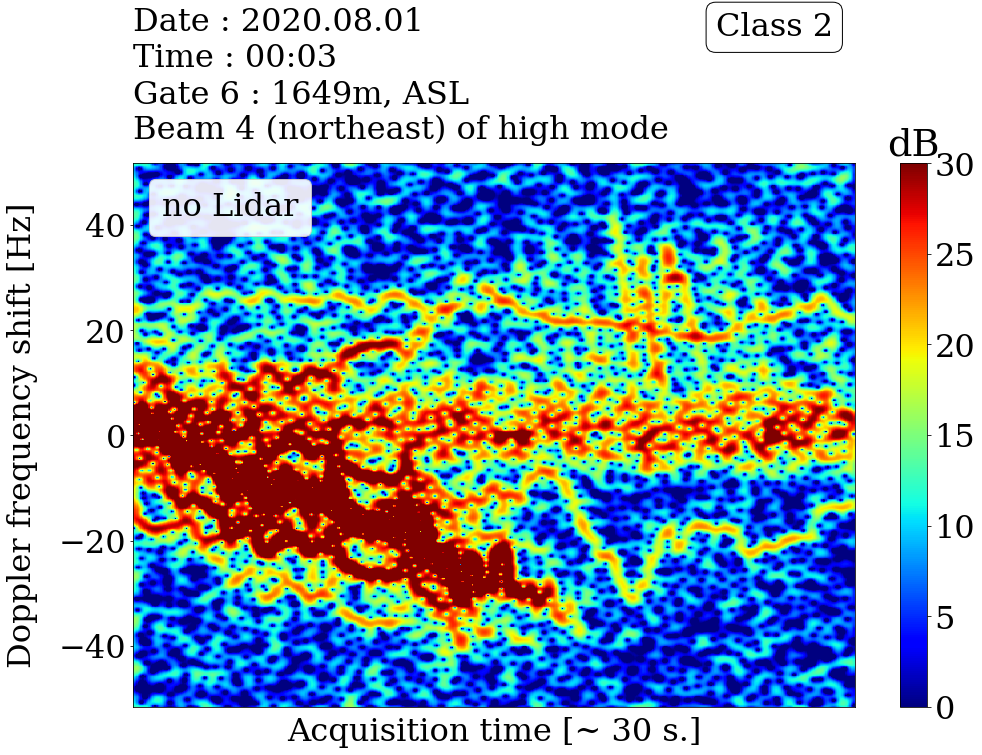 Date : 2020.08.01
Time : 00:03
Gate 6 : 1649m, ASL
Beam 4 (northeast) of high mode
Class 2
no Lidar
dB
30
25
20
15
10
5
0
40
20
0
−20
−40
Doppler frequency shift [Hz]
Acquisition time [~ 30 s.]